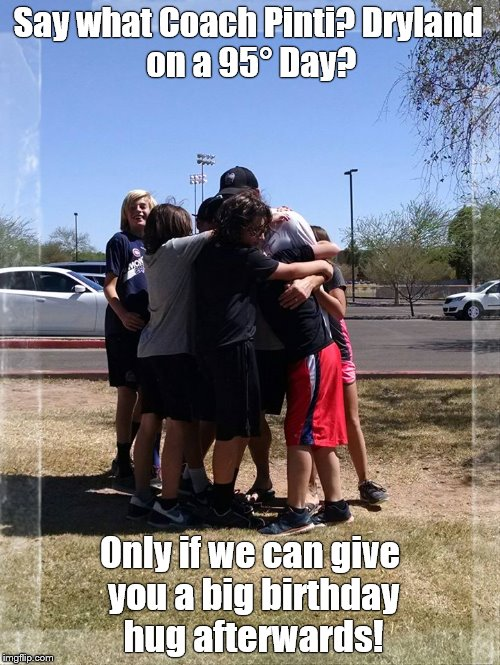 Say what Coach Pinti? Dryland
on a 95° Day?
Only if we can give
you a big birthday
hug afterwards!
imgflip.com